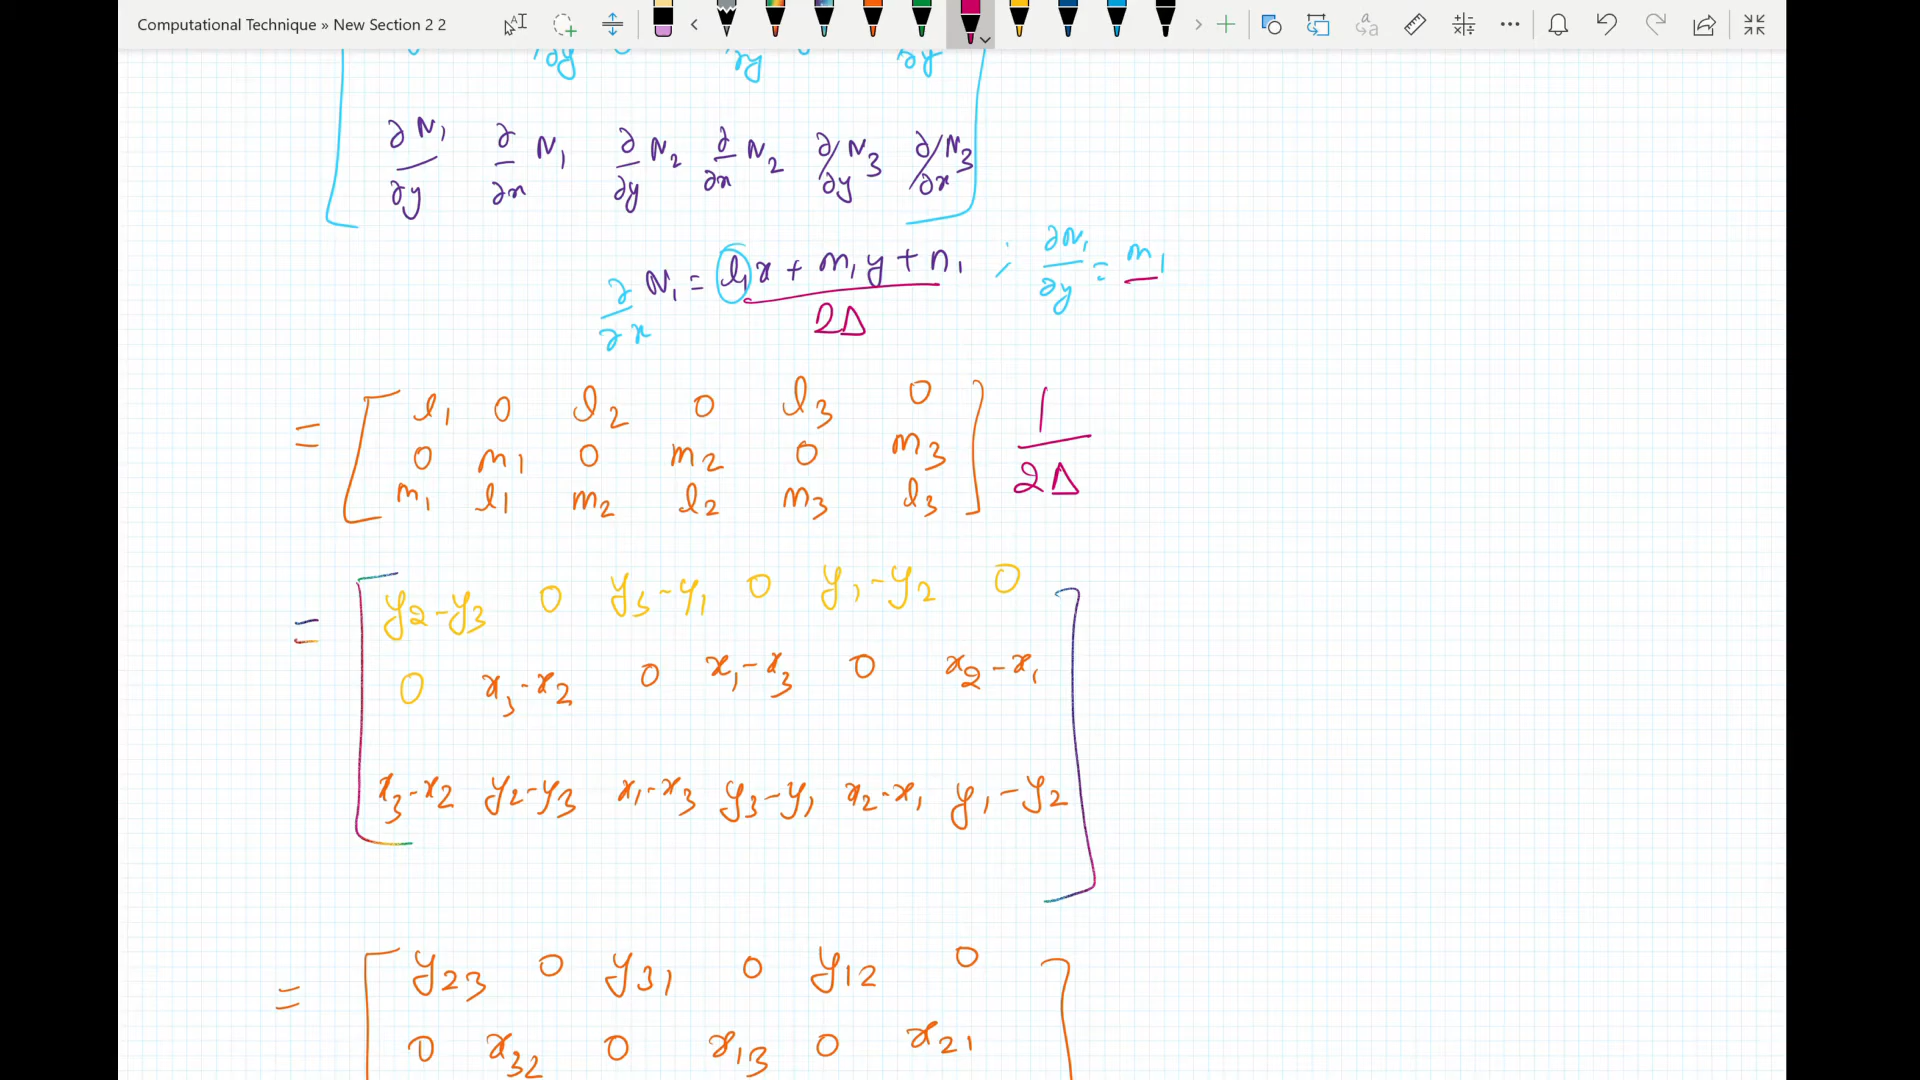 Computational Technique » New Section 2 2
∂N₁/∂y ∂/∂x N₁ ∂/∂y N₂ ∂/∂x N₂ ∂/∂y N₃ ∂/∂x N₃
∂/∂x N₁ = l₁x + m₁y + n₁ / 2Δ ; ∂N₁/∂y = m₁
= [ l₁ 0 l₂ 0 l₃ 0
0 m₁ 0 m₂ 0 m₃
m₁ l₁ m₂ l₂ m₃ l₃ ] 1/2Δ
= [ y₂-y₃ 0 y₃-y₁ 0 y₁-y₂ 0
0 x₃-x₂ 0 x₁-x₃ 0 x₂-x₁
x₃-x₂ y₂-y₃ x₁-x₃ y₃-y₁ x₂-x₁ y₁-y₂ ]
= [ y₂₃ 0 y₃₁ 0 y₁₂ 0
0 x₃₂ 0 x₁₃ 0 x₂₁